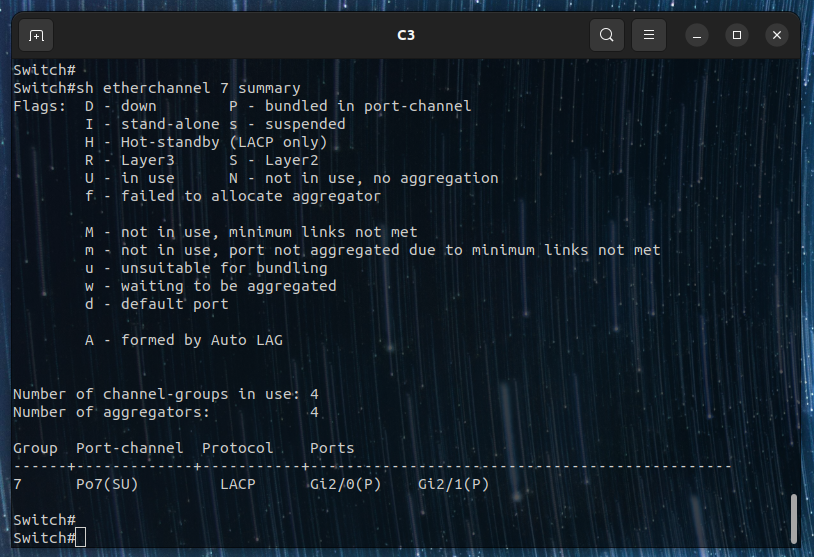 C3
Switch#
Switch#sh etherchannel 7 summary
Flags:  D - down        P - bundled in port-channel
        I - stand-alone s - suspended
        H - Hot-standby (LACP only)
        R - Layer3      S - Layer2
        U - in use      N - not in use, no aggregation
        f - failed to allocate aggregator

        M - not in use, minimum links not met
        m - not in use, port not aggregated due to minimum links not met
        u - unsuitable for bundling
        w - waiting to be aggregated
        d - default port

        A - formed by Auto LAG


Number of channel-groups in use: 4
Number of aggregators:           4

Group  Port-channel  Protocol    Ports
------+-------------+-----------+-----------------------------------------------
7      Po7(SU)         LACP      Gi2/0(P)    Gi2/1(P)

Switch#
Switch#